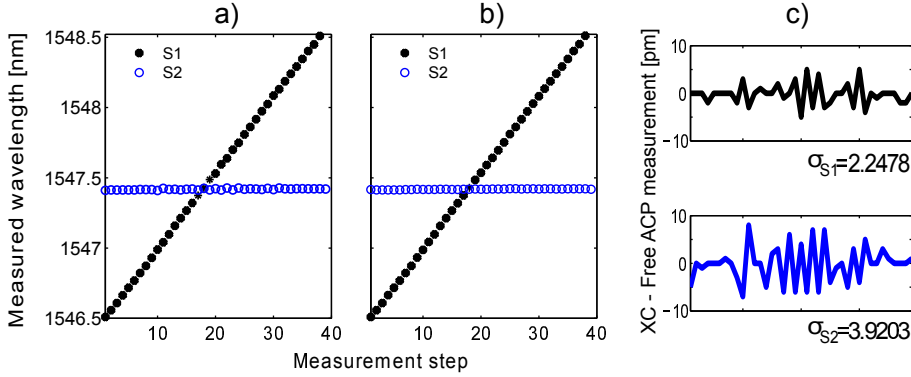 a)
b)
c)
Measured wavelength [nm]
1548.5
1548
1547.5
1547
1546.5
S1
S2
10
20
30
40
S1
S2
10
20
30
40
Measurement step
XC - Free ACP measurement [pm]
10
0
−10
σS1=2.2478
10
0
−10
σS2=3.9203